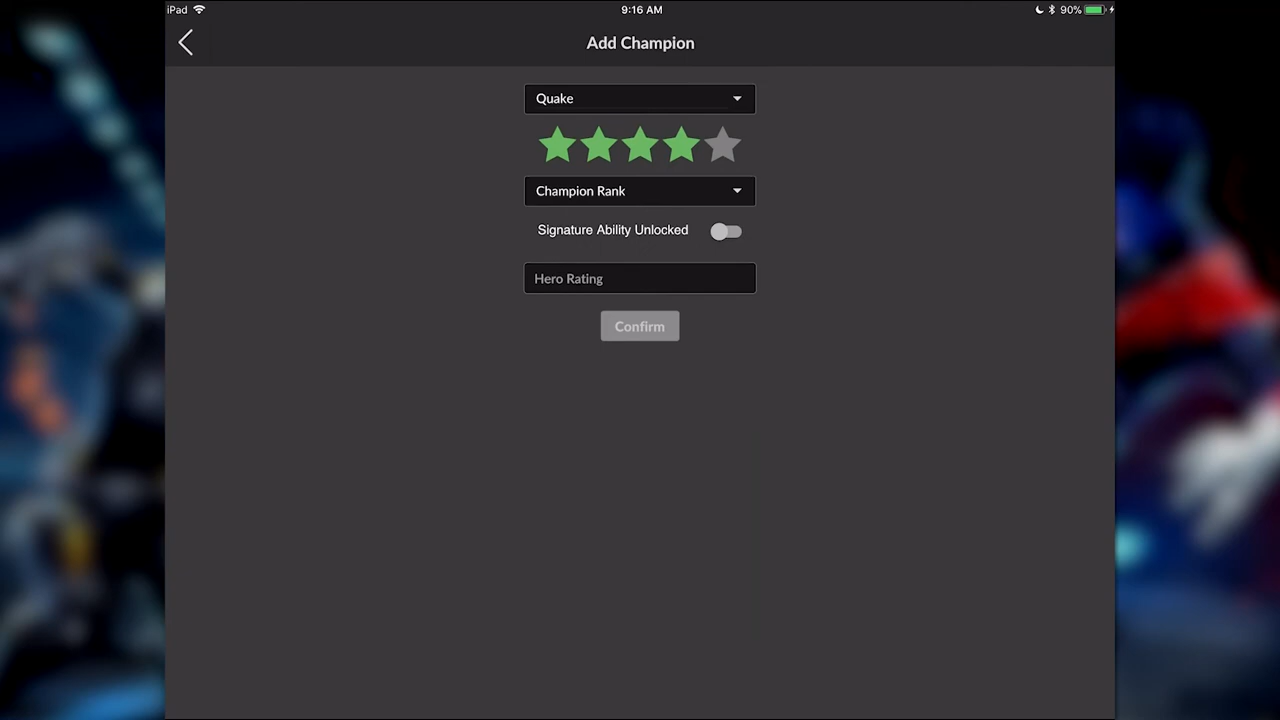 iPad 9:16 AM 90%
Add Champion
Quake
Champion Rank
Signature Ability Unlocked
Hero Rating
Confirm